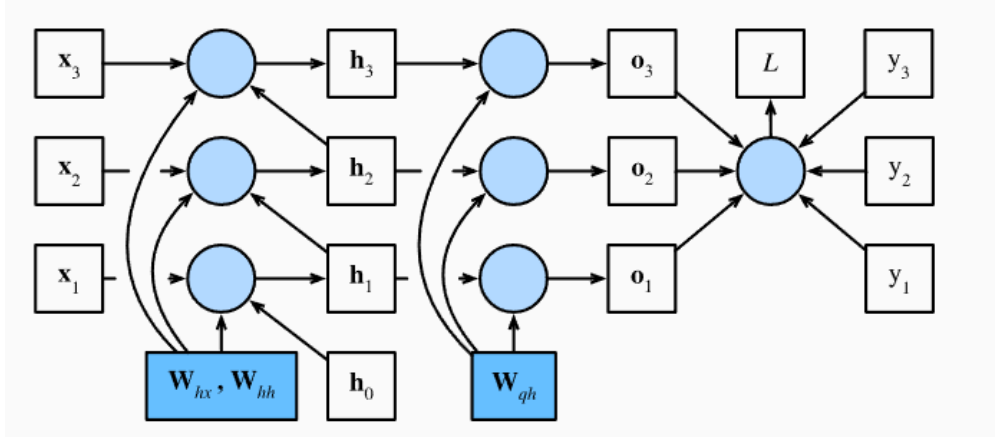 x3 h3 o3 L y3
x2 h2 o2 y2
x1 h1 o1 y1
Whx , Whh h0 Wqh